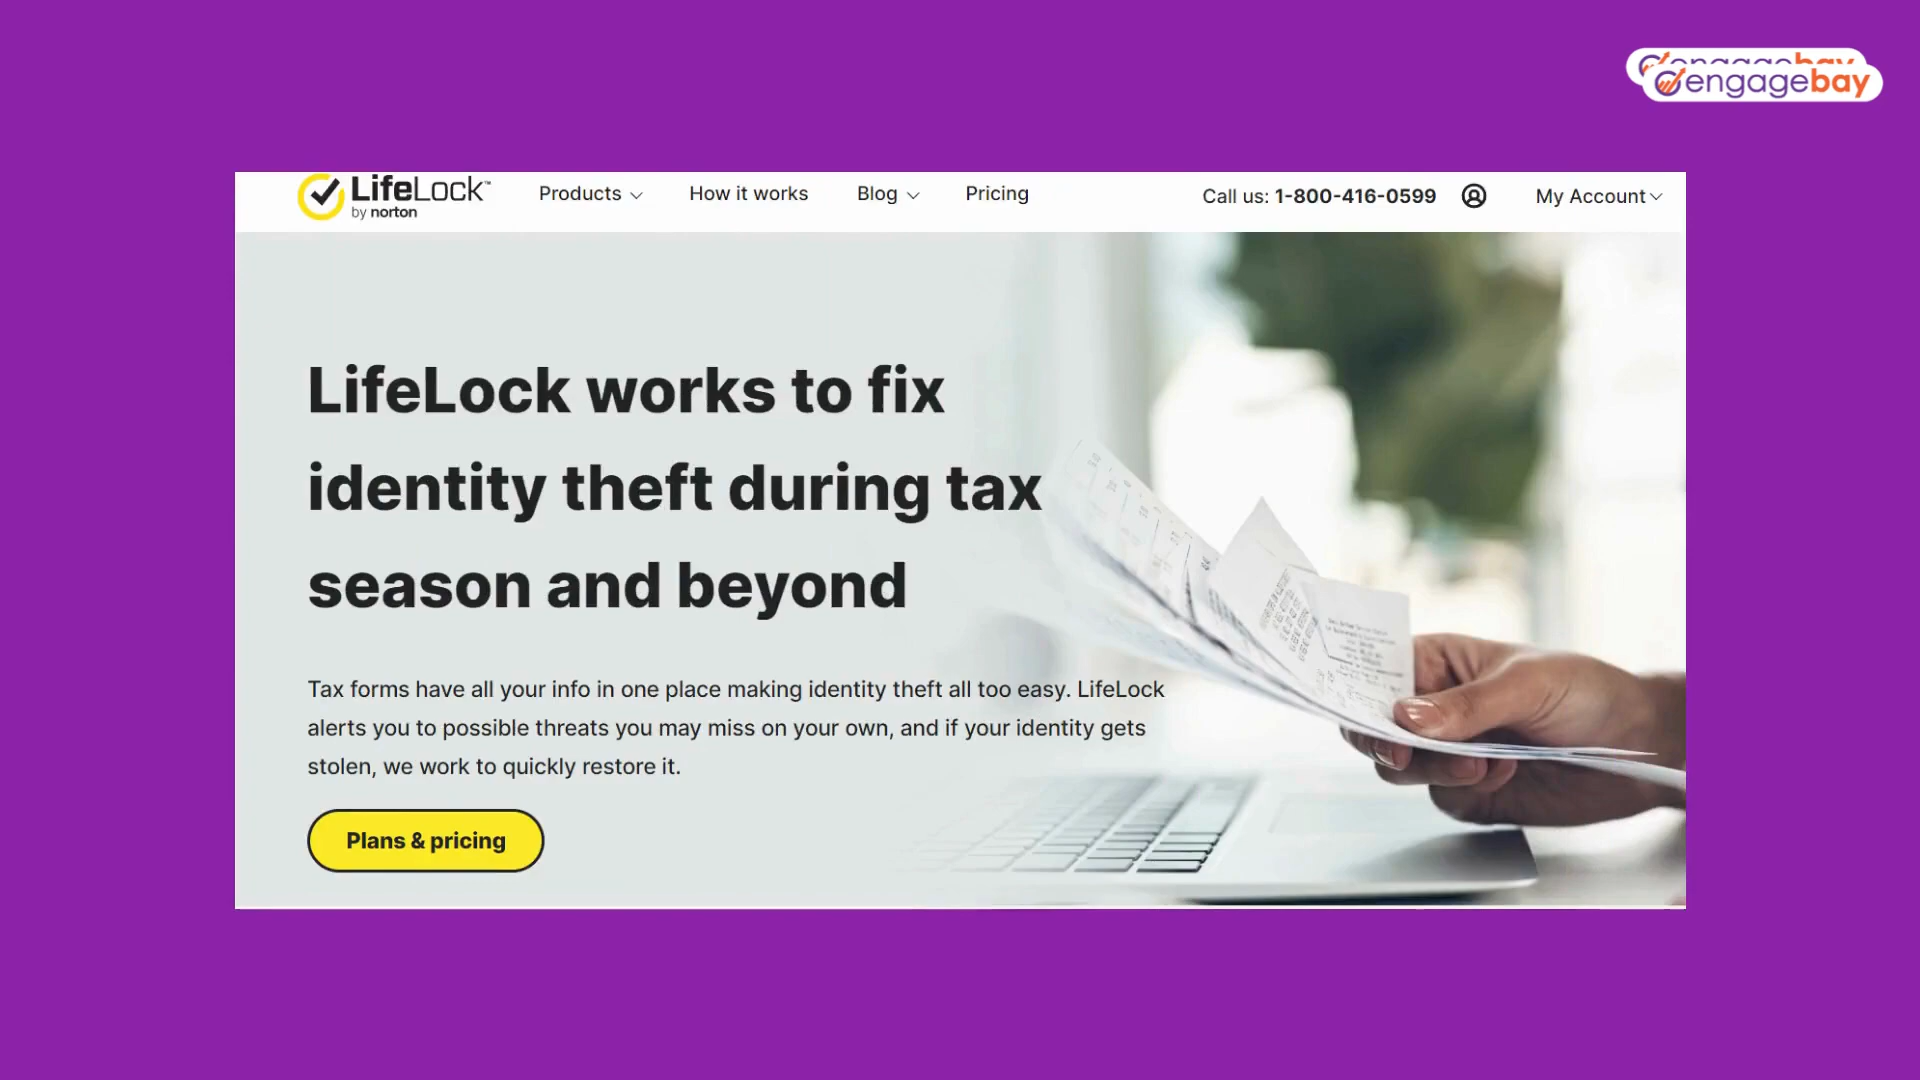 engagebay
engagebay
LifeLock™
by norton
Products
How it works
Blog
Pricing
Call us: 1-800-416-0599
My Account
LifeLock works to fix
identity theft during tax
season and beyond
Tax forms have all your info in one place making identity theft all too easy. LifeLock
alerts you to possible threats you may miss on your own, and if your identity gets
stolen, we work to quickly restore it.
Plans & pricing